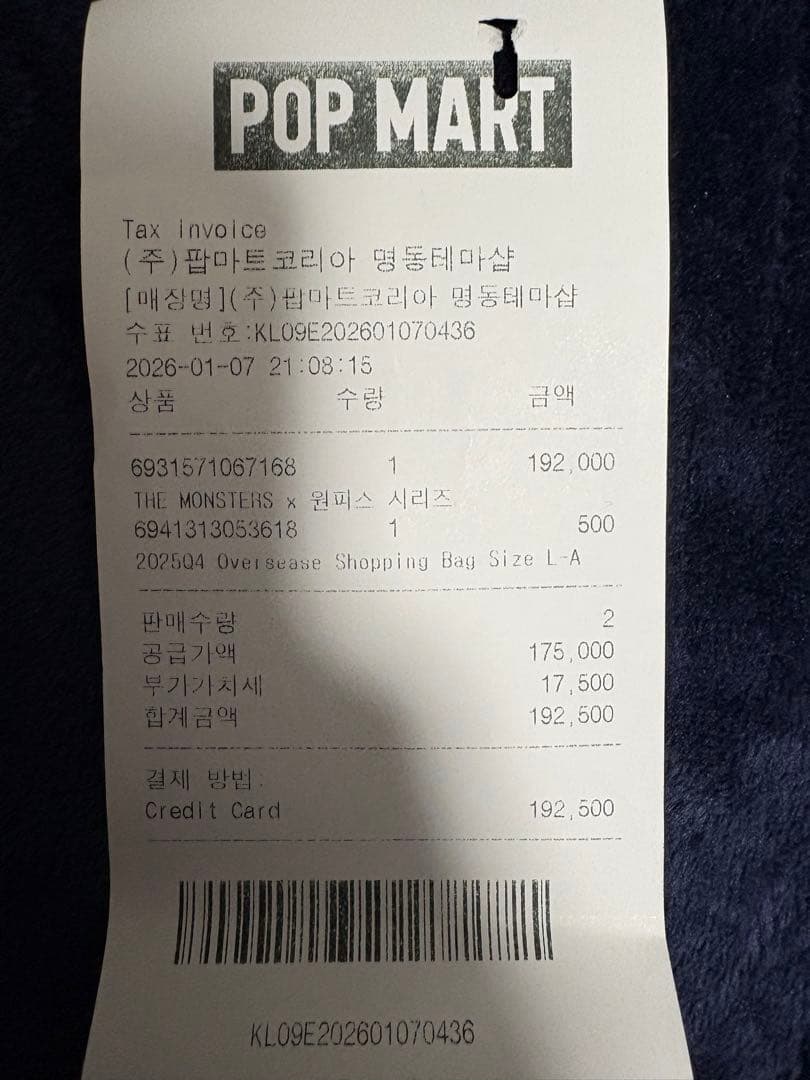 POP MART
Tax invoice
(주)팝마트코리아 명동테마샵
[매장명](주)팝마트코리아 명동테마샵
수표 번호:KL09E202601070436
2026-01-07 21:08:15
상품 수량 금액
6931571067168 1 192,000
THE MONSTERS x 원피스 시리즈
6941313053618 1 500
2025Q4 Oversease Shopping Bag Size L-A
판매수량 2
공급가액 175,000
부가가치세 17,500
합계금액 192,500
결제 방법:
Credit Card 192,500
KL09E202601070436